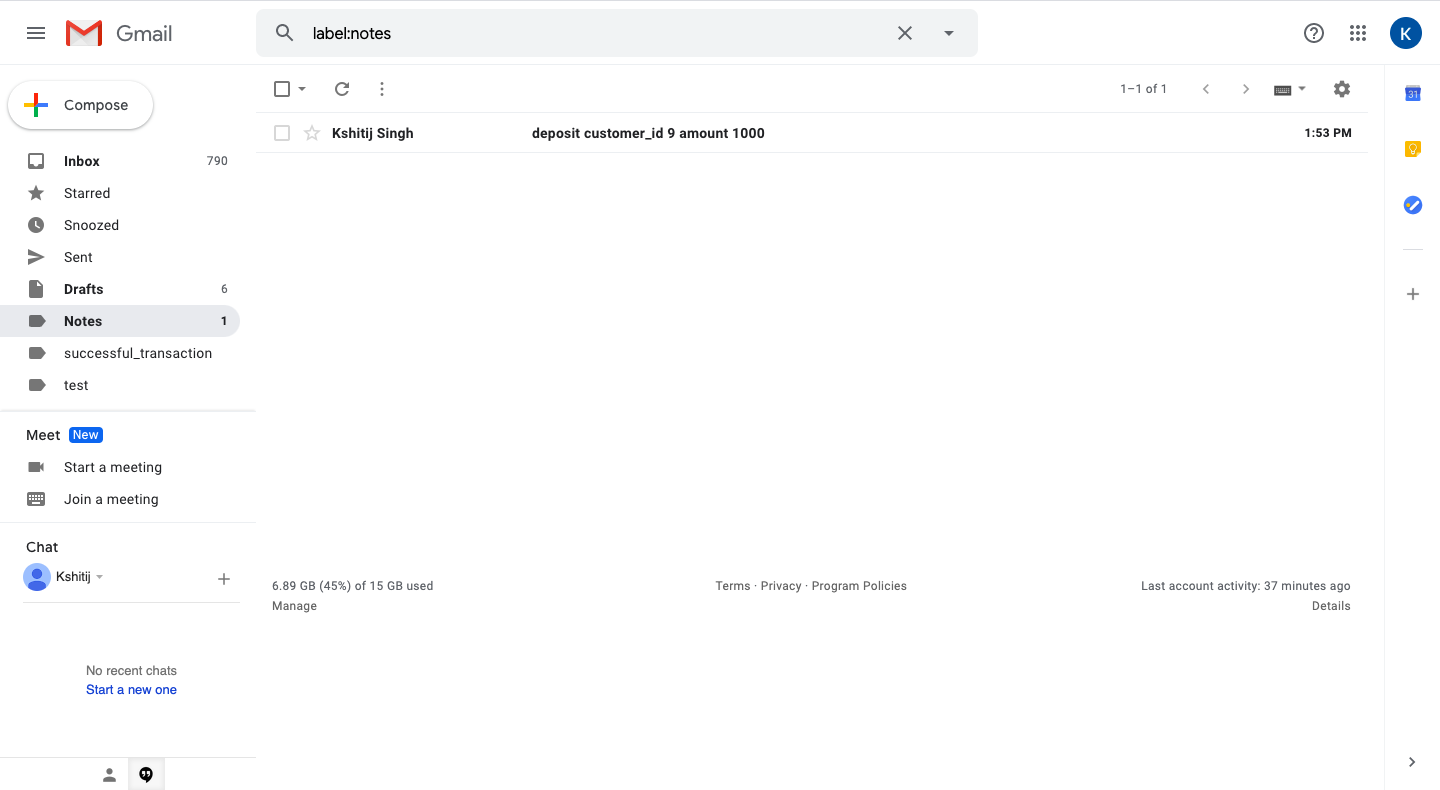 Gmail
label:notes
K
Compose
1–1 of 1
31
Kshitij Singh deposit customer_id 9 amount 1000 1:53 PM
Inbox 790
Starred
Snoozed
Sent
Drafts 6
Notes 1
successful_transaction
test
Meet New
Start a meeting
Join a meeting
Chat
Kshitij
No recent chats
Start a new one
6.89 GB (45%) of 15 GB used
Manage
Terms · Privacy · Program Policies
Last account activity: 37 minutes ago
Details